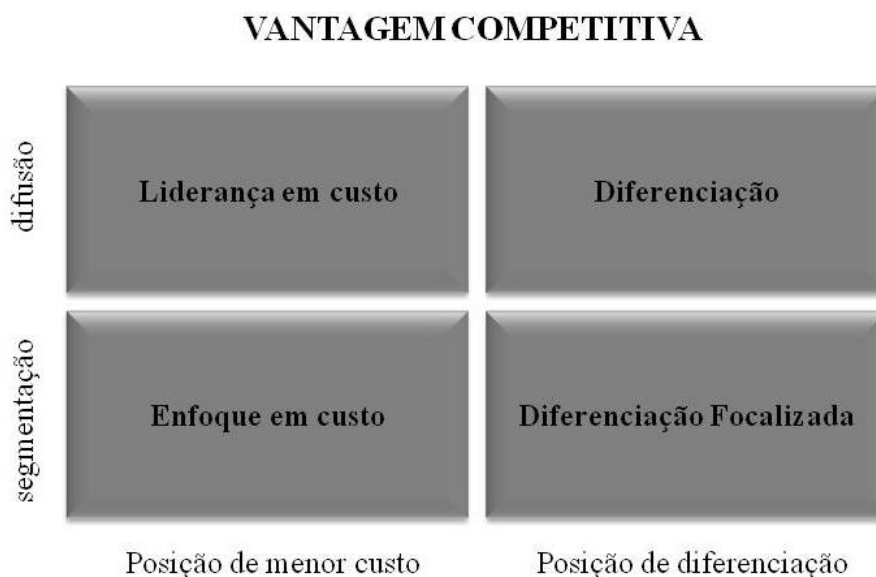 VANTAGEM COMPETITIVA
difusão
Liderança em custo
Diferenciação
segmentação
Enfoque em custo
Diferenciação Focalizada
Posição de menor custo
Posição de diferenciação